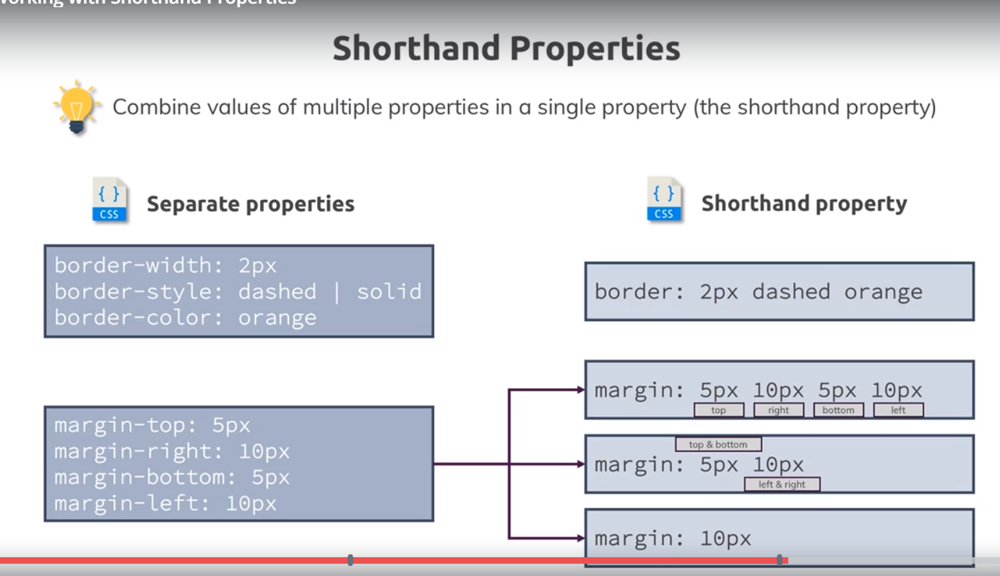 Working with Shorthand Properties
Shorthand Properties
Combine values of multiple properties in a single property (the shorthand property)
{ }
CSS
Separate properties
{ }
CSS
Shorthand property
border-width: 2px
border-style: dashed | solid
border-color: orange
border: 2px dashed orange
margin-top: 5px
margin-right: 10px
margin-bottom: 5px
margin-left: 10px
margin: 5px 10px 5px 10px
top right bottom left
top & bottom
margin: 5px 10px
left & right
margin: 10px